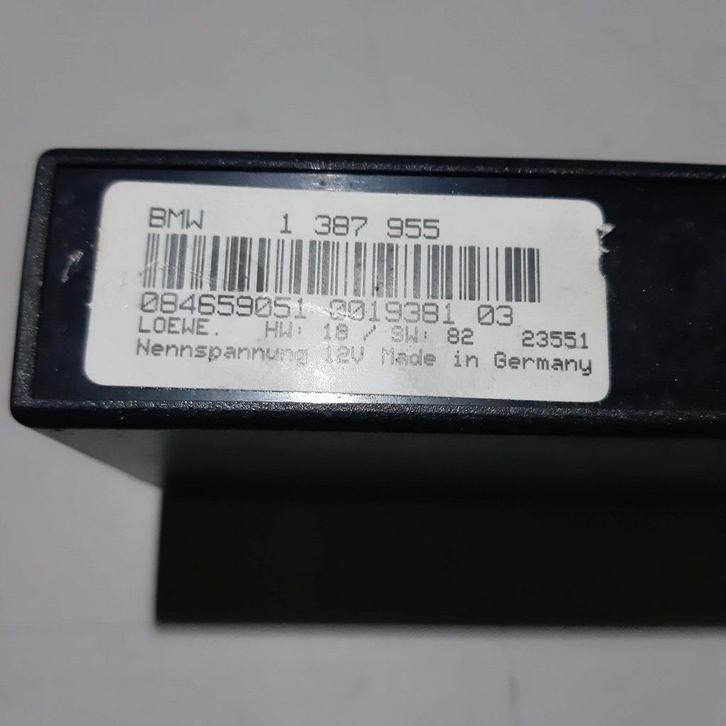 BMW 1 387 955
084659051 0019381 03
LOEWE. HW: 18 / SW: 82 23551
Nennspannung 12V Made in Germany